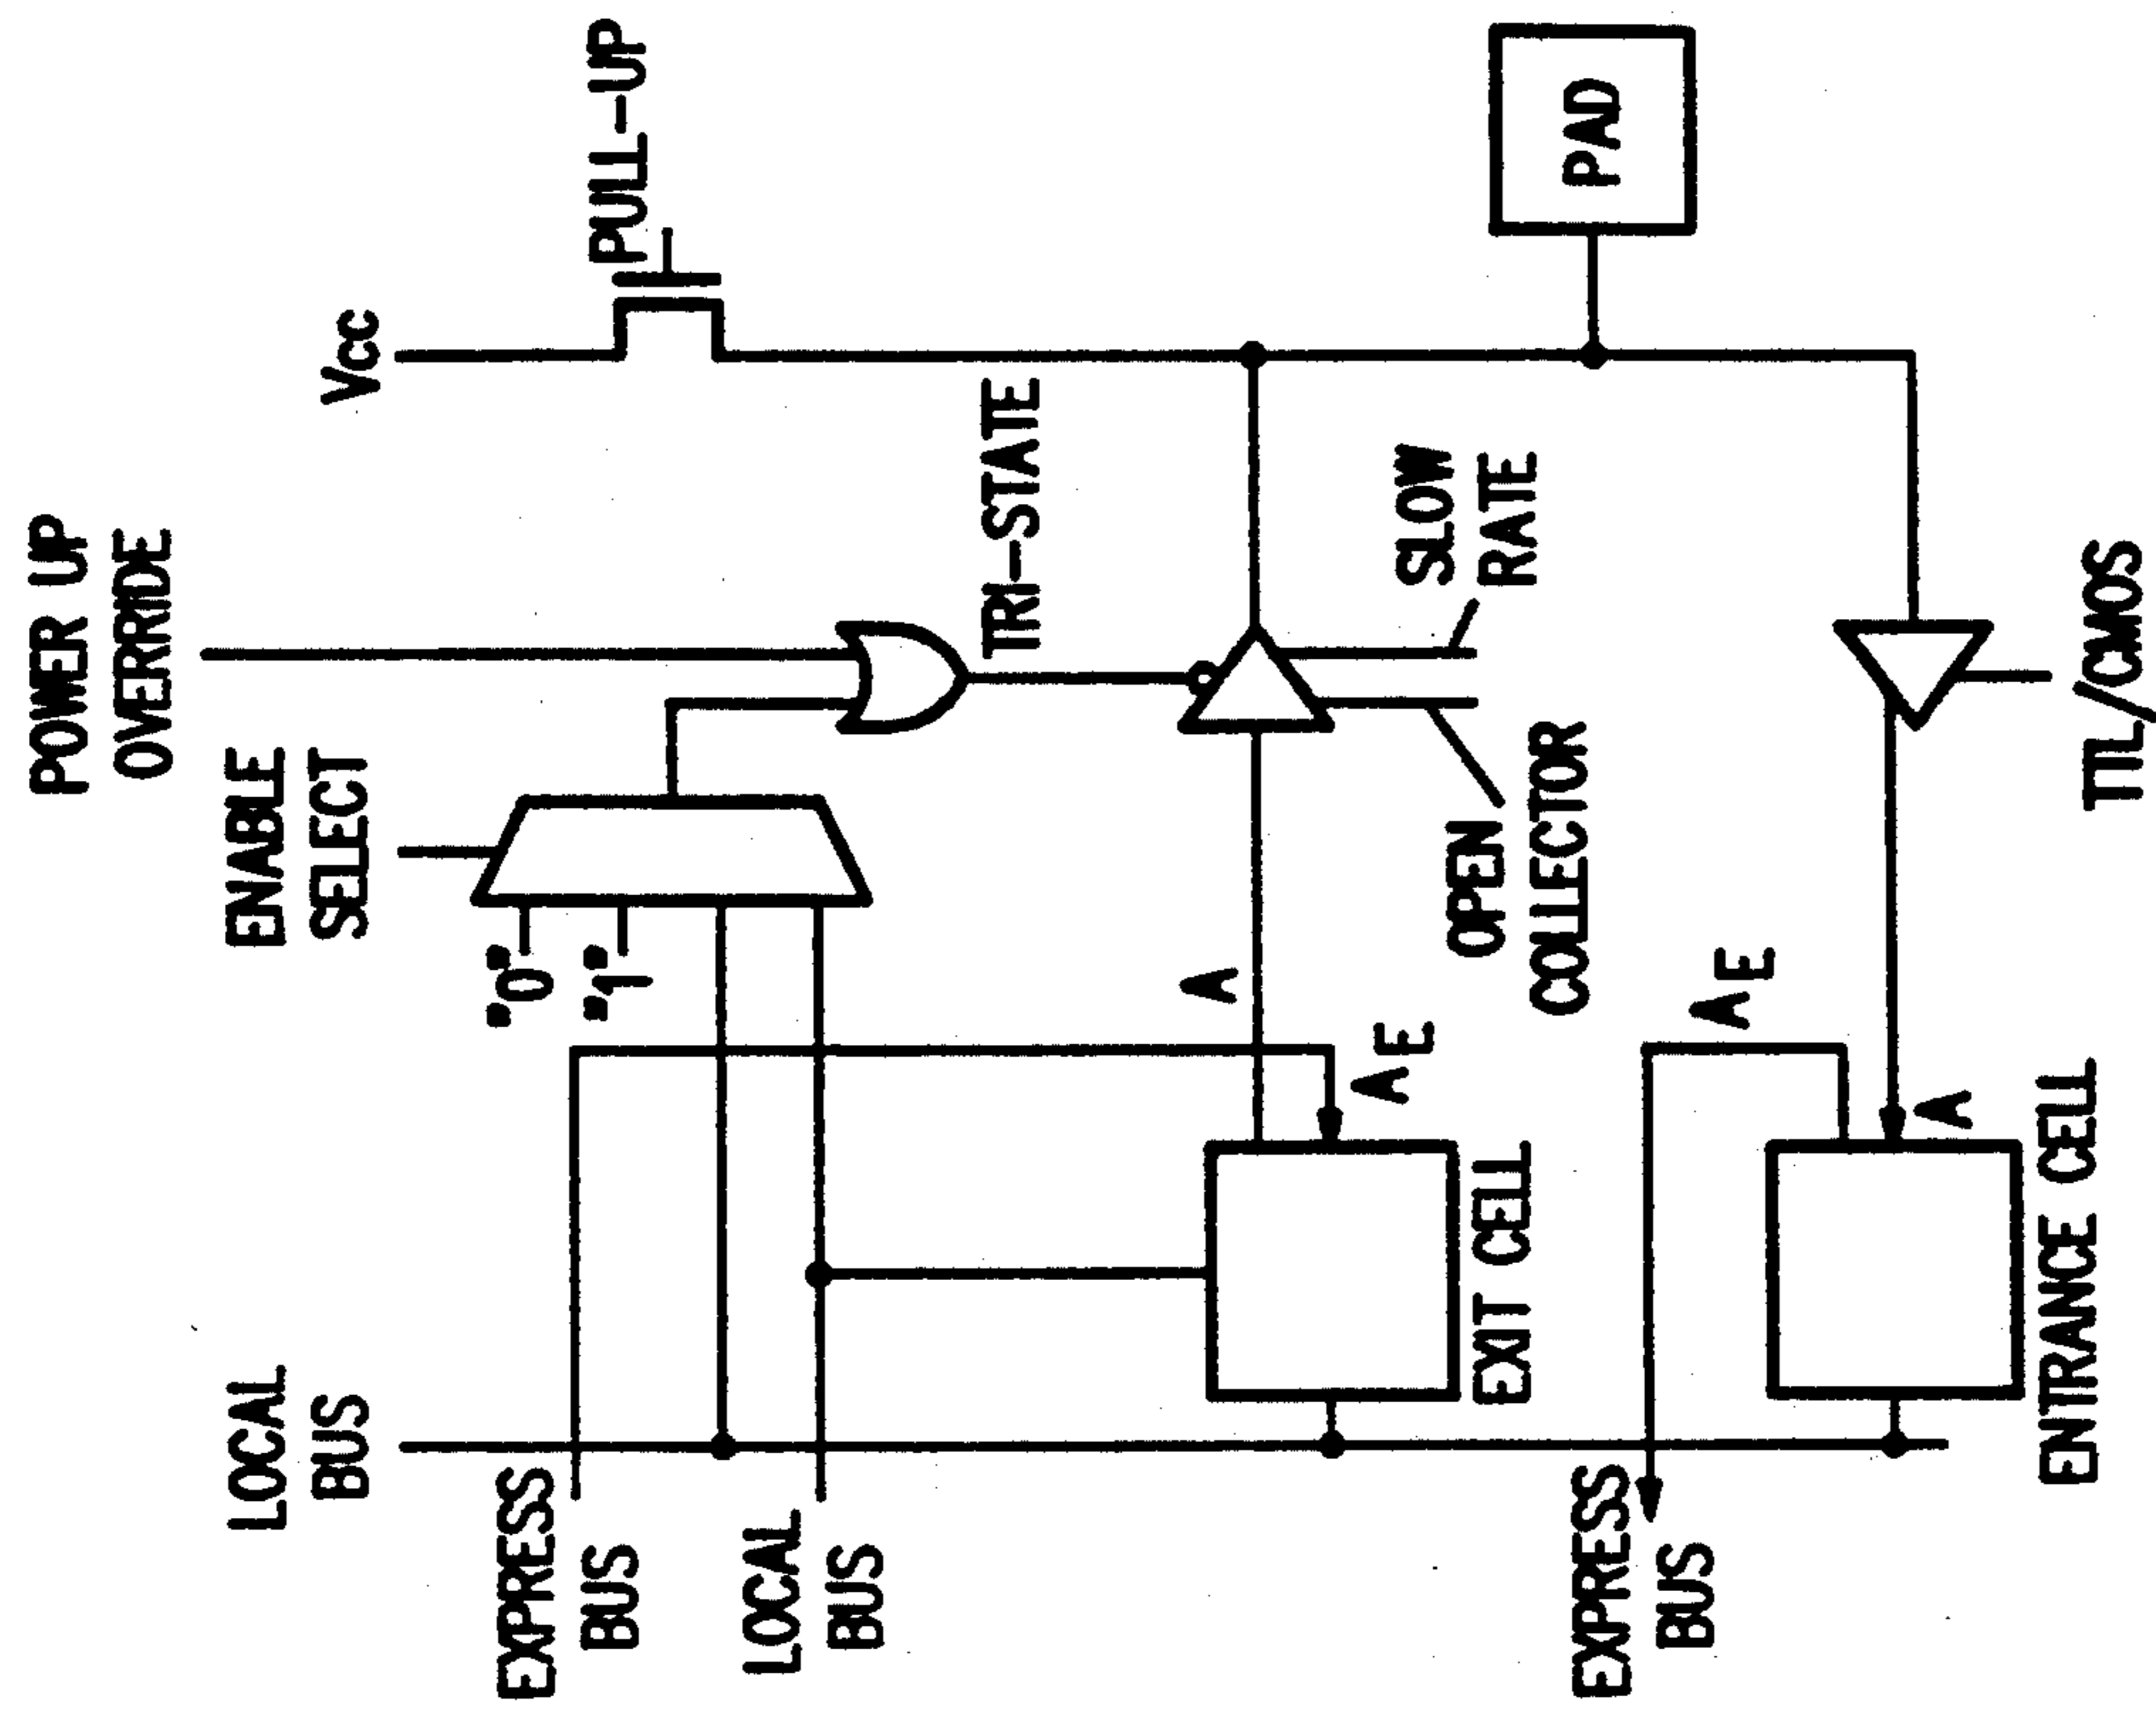 POWER UP
OVERRIDE
LOCAL
BUS
ENABLE
SELECT
Vcc
EXPRESS
BUS
"0"
"1"
PULL-UP
LOCAL
BUS
TRI-STATE
A
AE
SLOW
RATE
OPEN
COLLECTOR
EXIT CELL
PAD
EXPRESS
BUS
AE
A
ENTRANCE CELL
TTL/CMOS